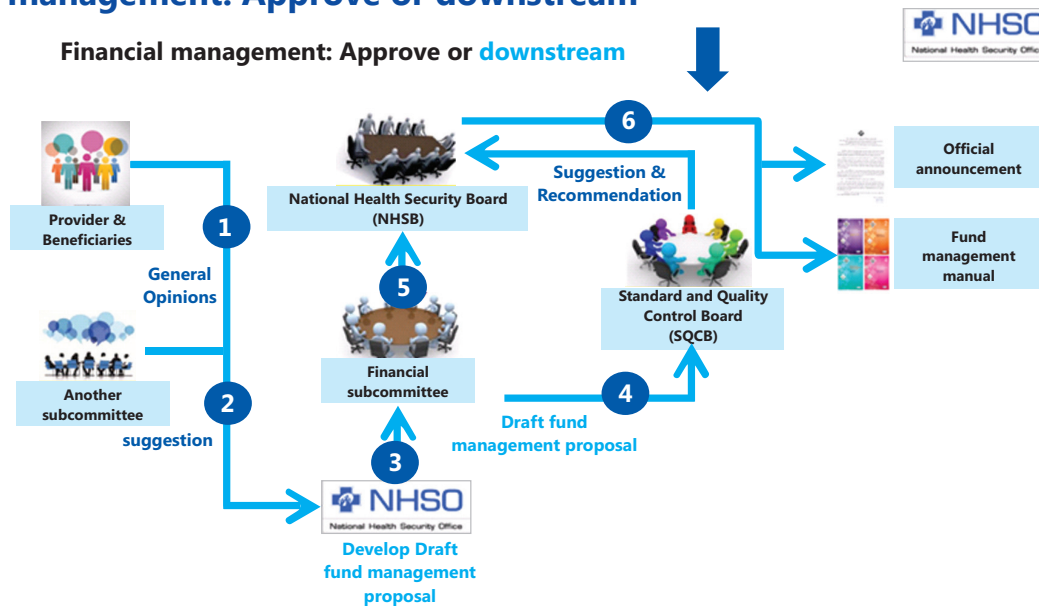 management: Approve or downstream
Financial management: Approve or downstream
NHSO
National Health Security Offic
6
Suggestion &
Recommendation
Official
announcement
Provider &
Beneficiaries
1
National Health Security Board
(NHSB)
General
Opinions
5
Fund
management
manual
Standard and Quality
Control Board
(SQCB)
Another
subcommittee
2
suggestion
Financial
subcommittee
4
Draft fund
management proposal
3
NHSO
National Health Security Office
Develop Draft
fund management
proposal